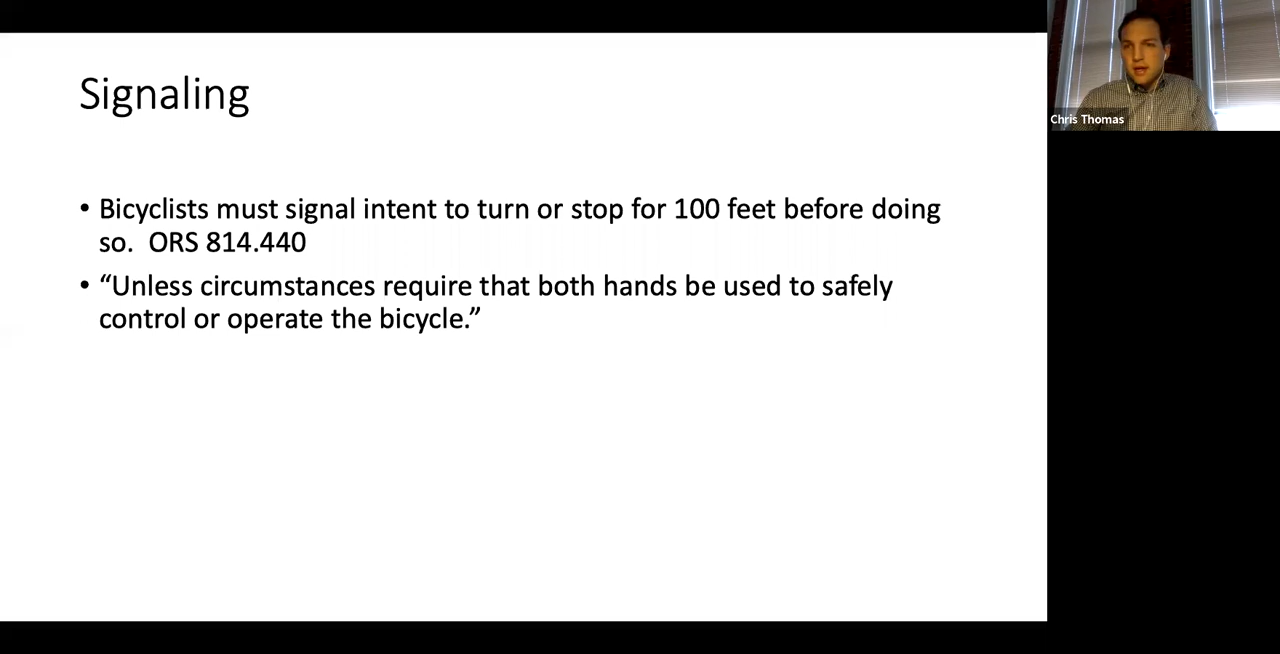 Signaling
• Bicyclists must signal intent to turn or stop for 100 feet before doing
so.  ORS 814.440
• “Unless circumstances require that both hands be used to safely
control or operate the bicycle.”
Chris Thomas